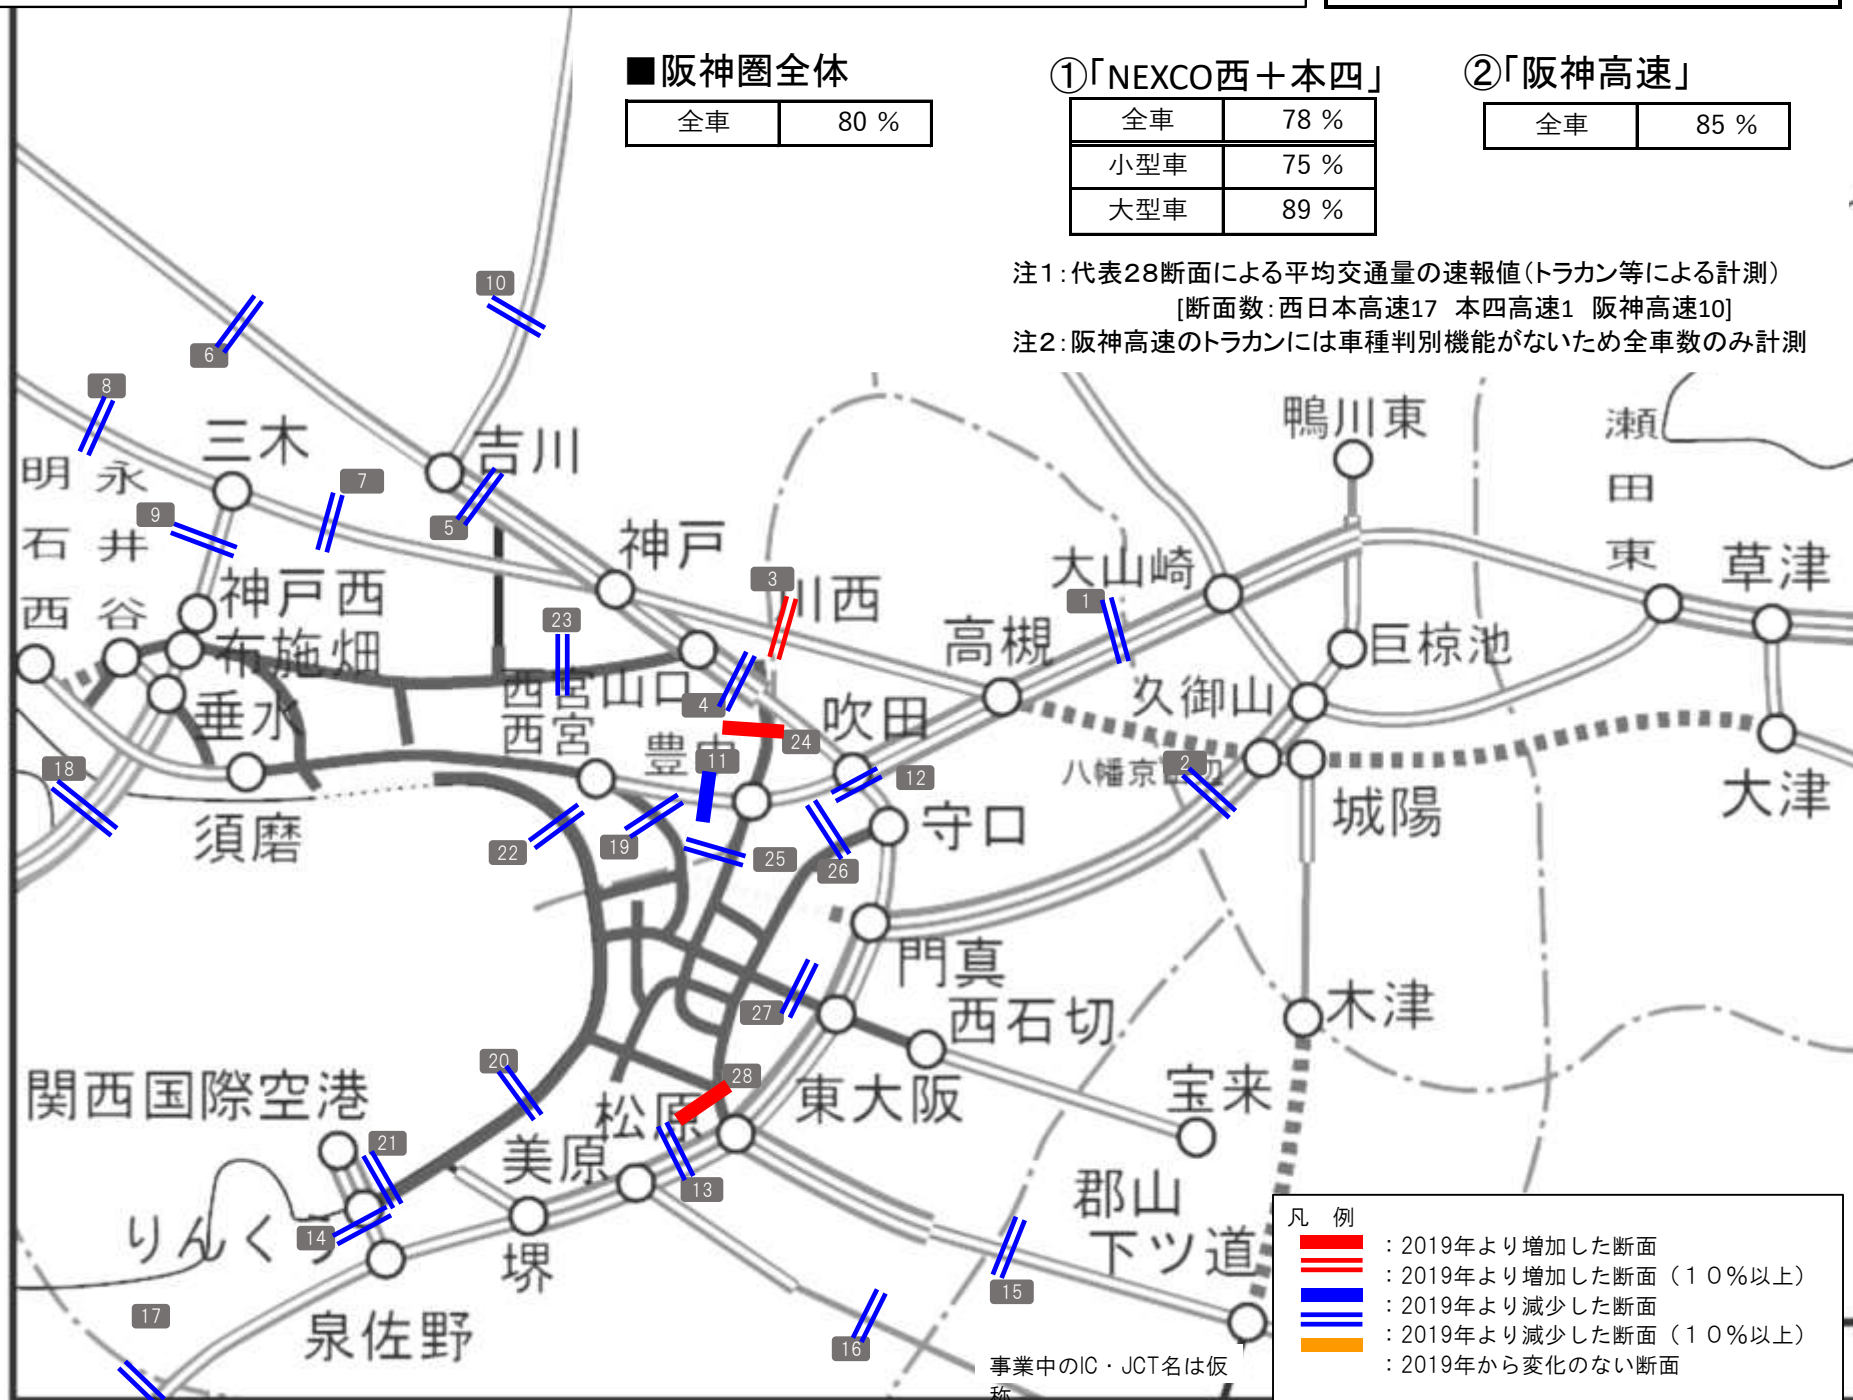 ■阪神圏全体
全車 80 %
①「NEXCO西＋本四」
全車 78 %
小型車 75 %
大型車 89 %
②「阪神高速」
全車 85 %
注１：代表２８断面による平均交通量の速報値（トラカン等による計測）
[断面数：西日本高速17 本四高速1 阪神高速10]
注２：阪神高速のトラカンには車種判別機能がないため全車数のみ計測
10
6
8
三木
吉川
鴨川東
瀬田東
明石西
永井谷
7
9
5
神戸
大山崎
草津
神戸西
3
川西
1
23
高槻
巨椋池
布施畑
西宮山口
久御山
4
垂水
西宮
吹田
24
豊中
11
18
12
八幡京田辺
2
大津
須磨
守口
城陽
22
19
25
26
門真
27
西石切
木津
20
28
関西国際空港
松原
東大阪
宝来
21
美原
13
郡山
りんくう
14
堺
下ツ道
15
17
泉佐野
16
事業中のIC・JCT名は仮
称
凡 例
：2019年より増加した断面
：2019年より増加した断面（１０％以上）
：2019年より減少した断面
：2019年より減少した断面（１０％以上）
：2019年から変化のない断面